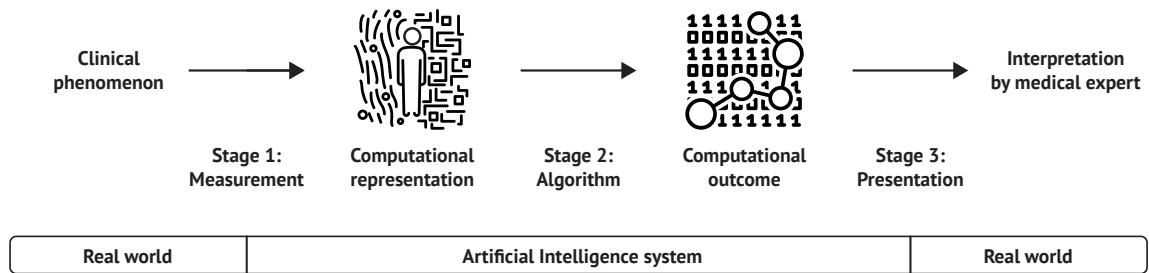 Clinical
phenomenon
Interpretation
by medical expert
Stage 1:
Measurement
Computational
representation
Stage 2:
Algorithm
Computational
outcome
Stage 3:
Presentation
Real world
Artificial Intelligence system
Real world